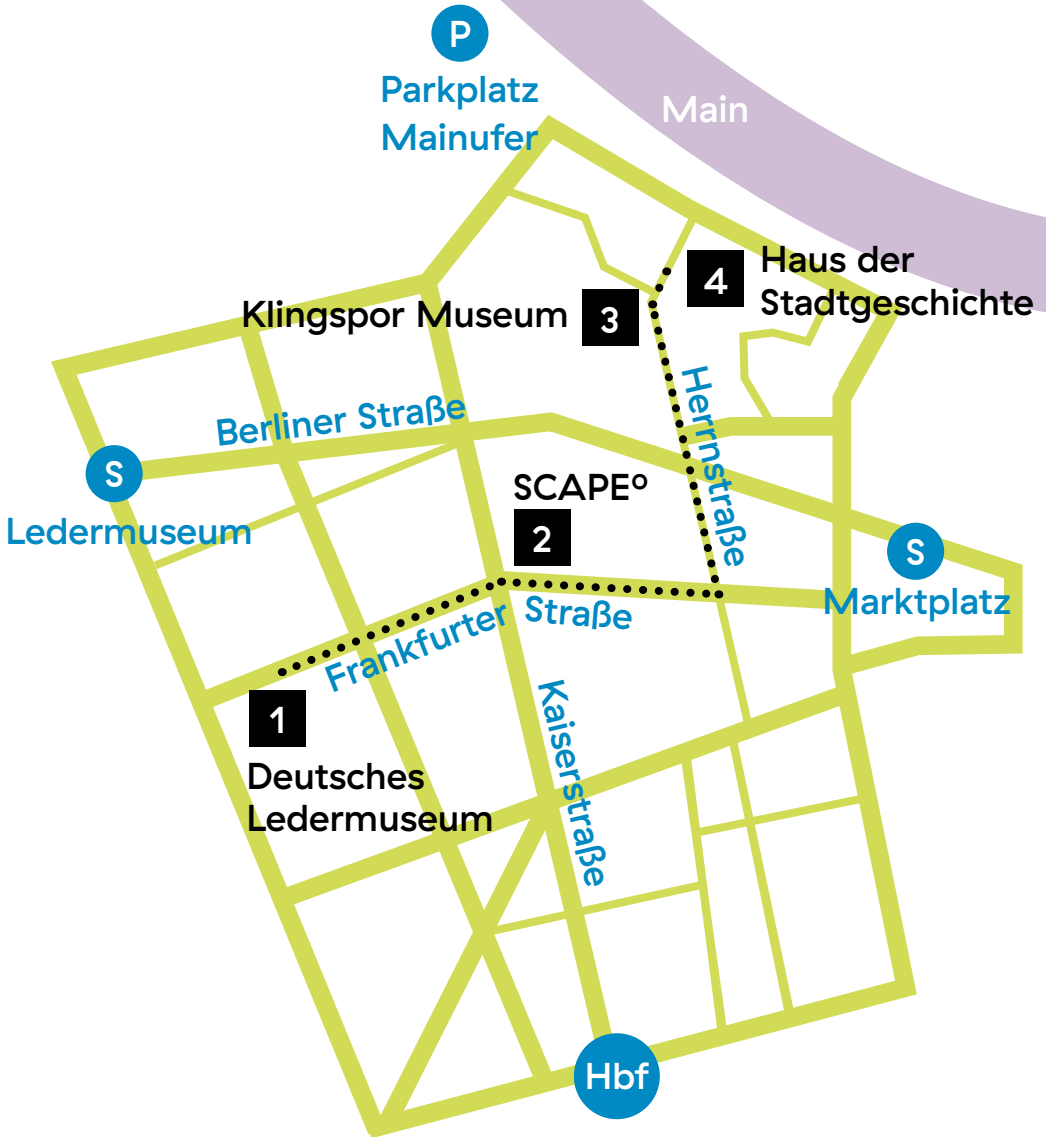 P
Parkplatz
Mainufer
Main
4
Haus der
Stadtgeschichte
Klingspor Museum
3
Herrnstraße
Berliner Straße
S
Ledermuseum
SCAPEº
2
S
Marktplatz
Frankfurter Straße
1
Deutsches
Ledermuseum
Kaiserstraße
Hbf